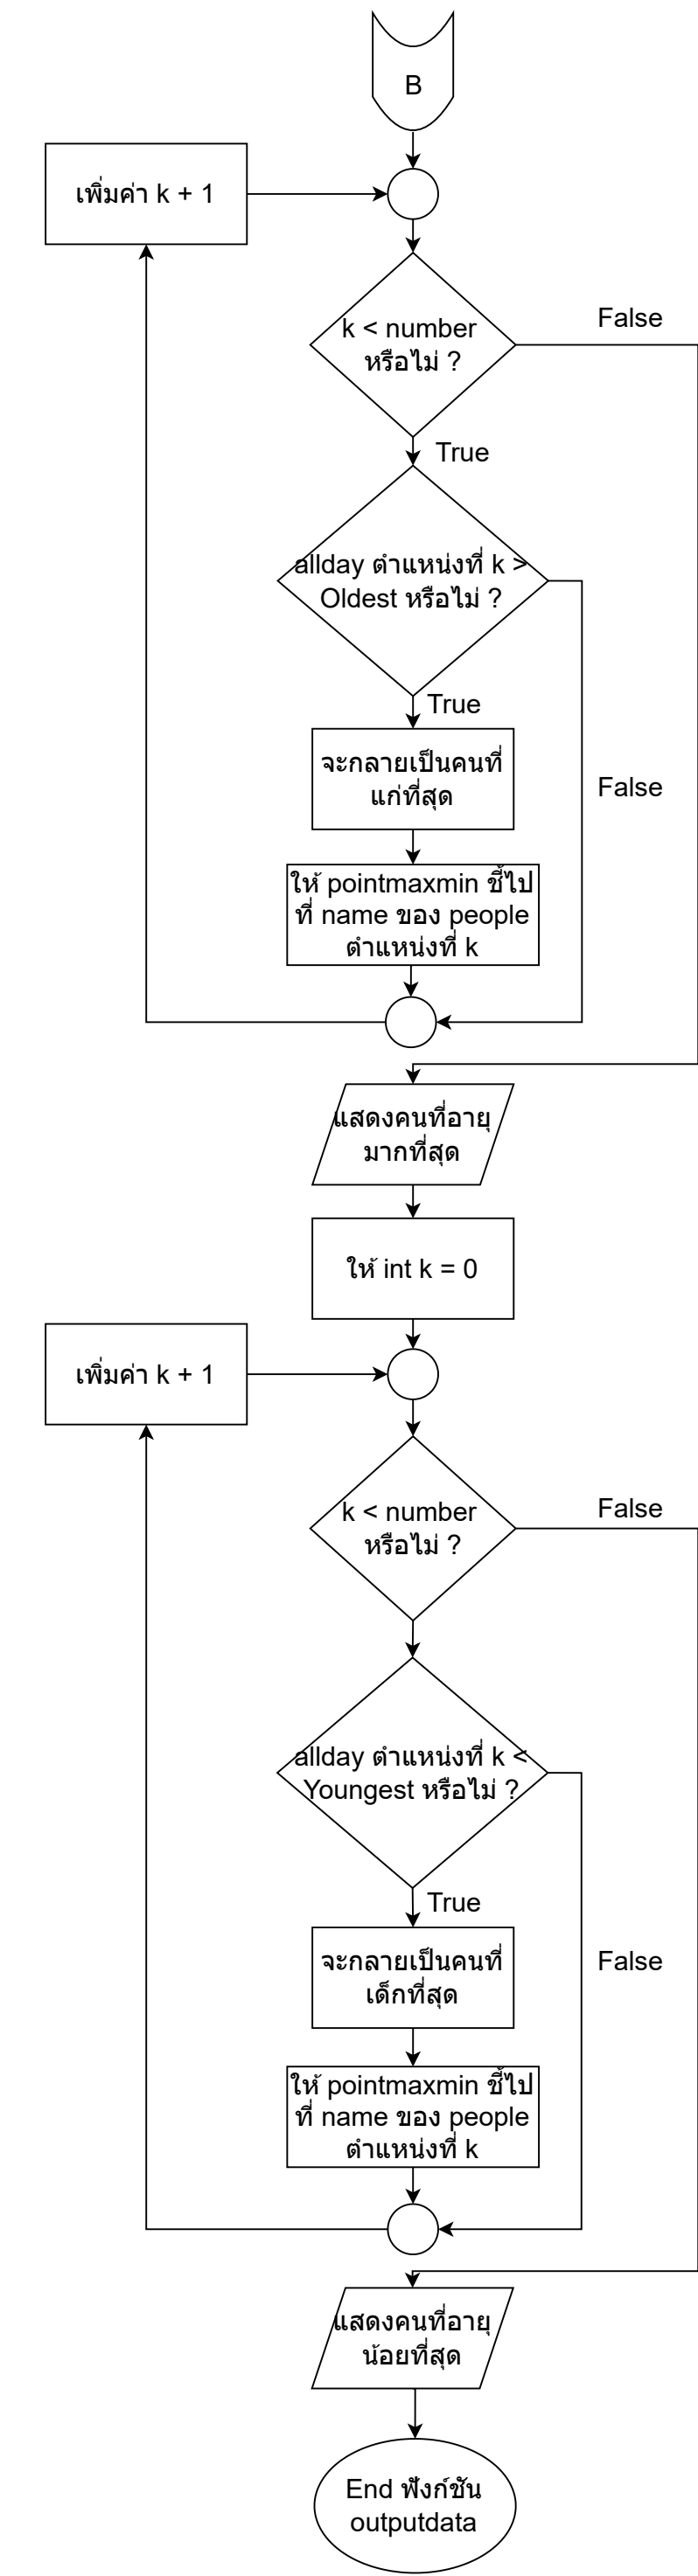 B
เพิ่มค่า k + 1
k < number
หรือไม่ ?
False
True
allday ตำแหน่งที่ k >
Oldest หรือไม่ ?
True
จะกลายเป็นคนที่
แก่ที่สุด
False
ให้ pointmaxmin ชี้ไป
ที่ name ของ people
ตำแหน่งที่ k
แสดงคนที่อายุ
มากที่สุด
ให้ int k = 0
เพิ่มค่า k + 1
k < number
หรือไม่ ?
False
allday ตำแหน่งที่ k <
Youngest หรือไม่ ?
True
จะกลายเป็นคนที่
เด็กที่สุด
False
ให้ pointmaxmin ชี้ไป
ที่ name ของ people
ตำแหน่งที่ k
แสดงคนที่อายุ
น้อยที่สุด
End ฟังก์ชัน
outputdata